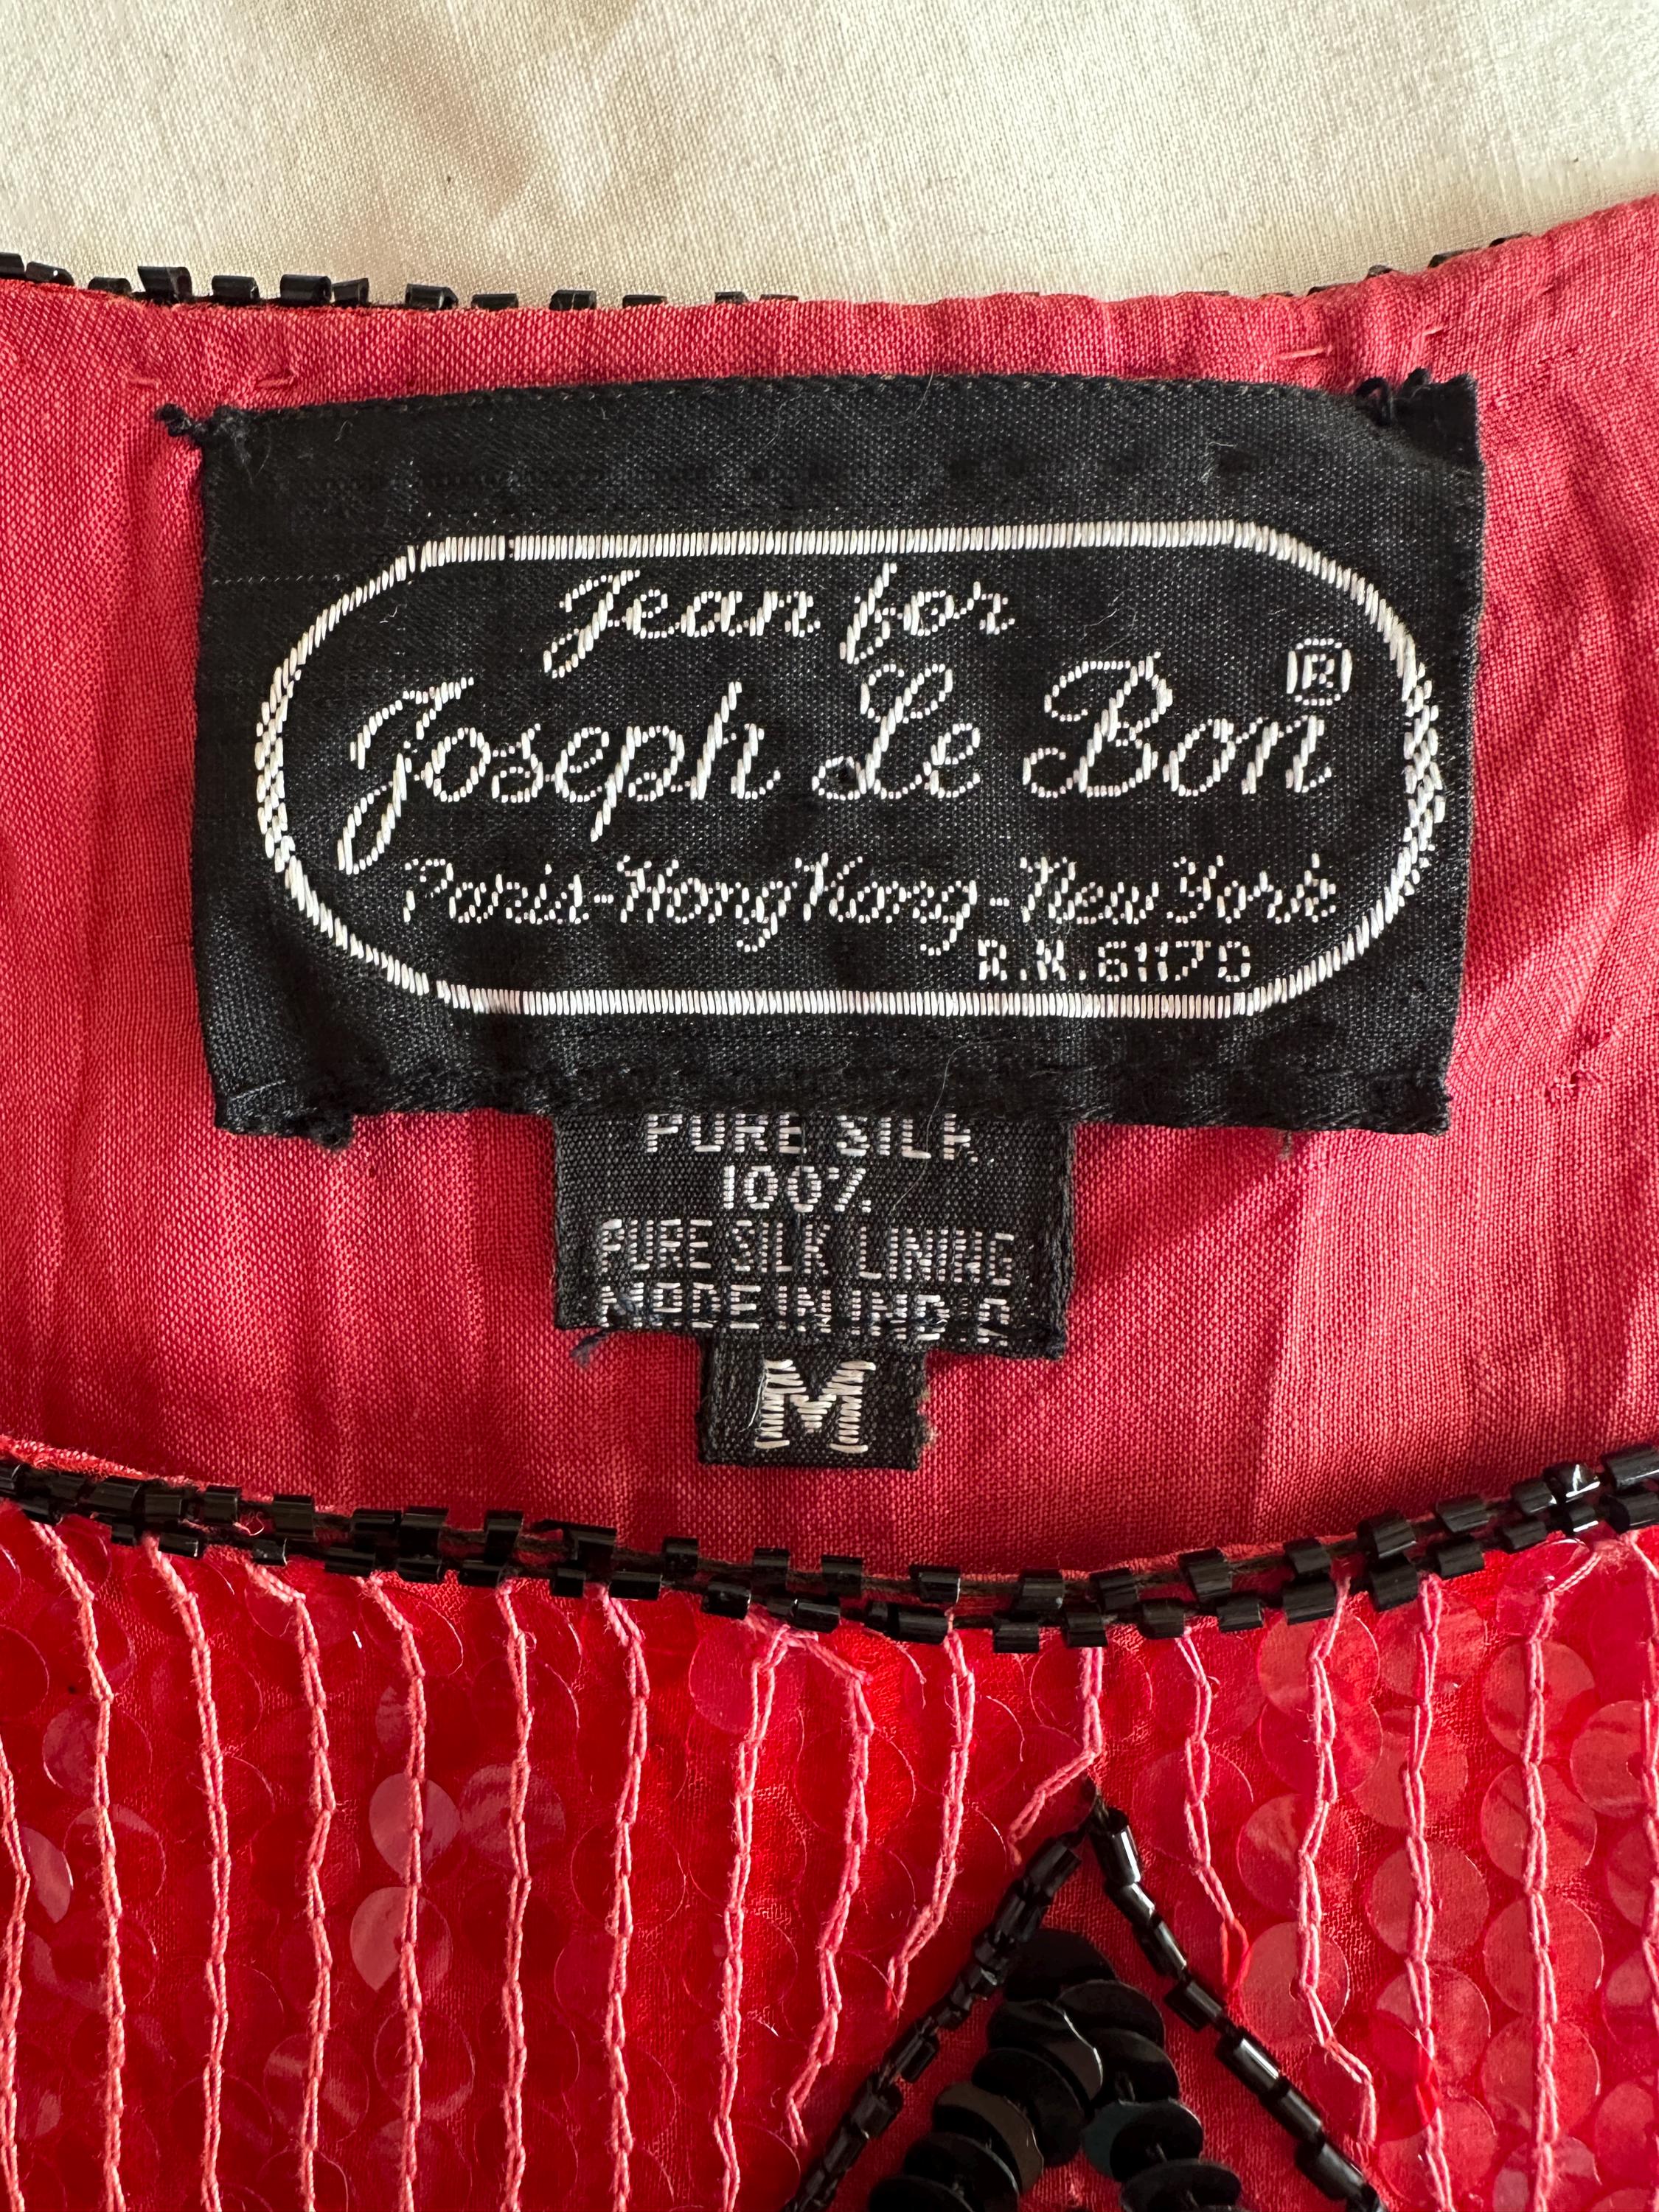 Jean for
Joseph Le Bon ®
Paris-Hong Kong-New York
R.N. 61170
PURE SILK
100%
PURE SILK LINING
MADE IN INDIA
M